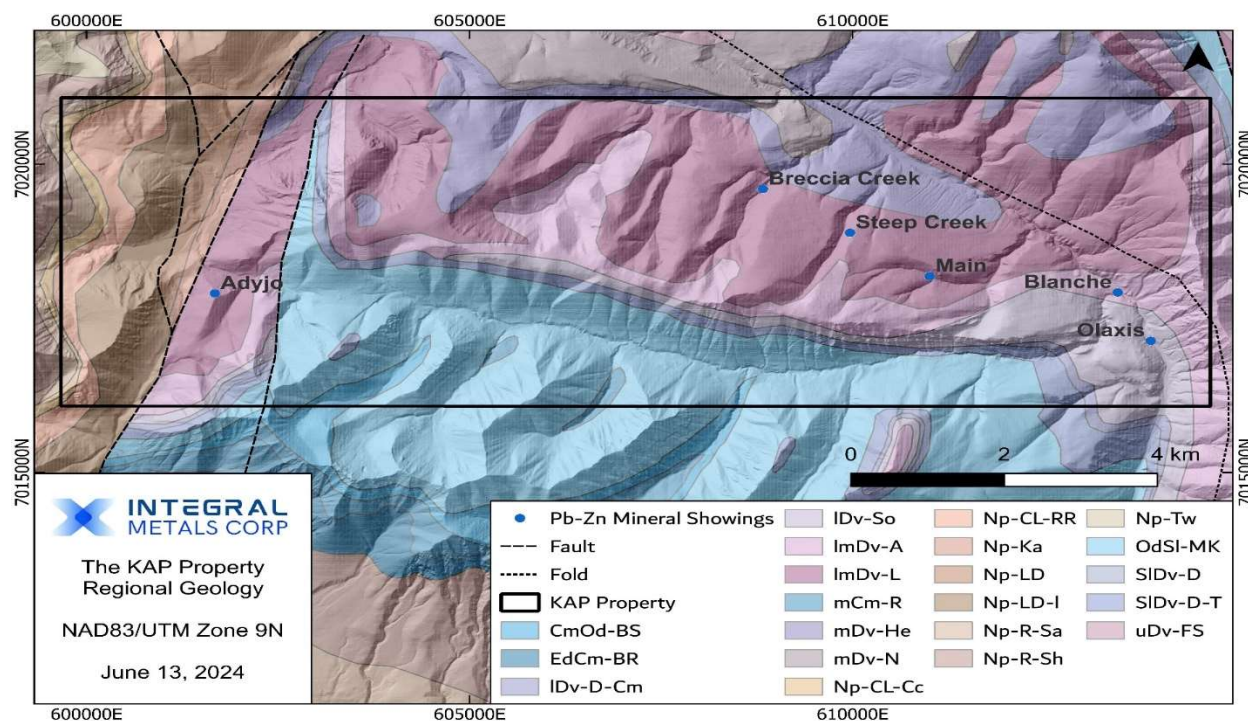 600000E 605000E 610000E
7020000N 7020000N
Breccia Creek
Steep Creek
Adyjo Main Blanche
Olaxis
0 2 4 km
7015000N 7015000N
INTEGRAL
METALS CORP
The KAP Property
Regional Geology
NAD83/UTM Zone 9N
June 13, 2024
Pb-Zn Mineral Showings
Fault
Fold
KAP Property
CmOd-BS
EdCm-BR
lDv-D-Cm
lDv-So
lmDv-A
lmDv-L
mCm-R
mDv-He
mDv-N
Np-CL-Cc
Np-CL-RR
Np-Ka
Np-LD
Np-LD-l
Np-R-Sa
Np-R-Sh
Np-Tw
OdSl-MK
SlDv-D
SlDv-D-T
uDv-FS
600000E 605000E 610000E